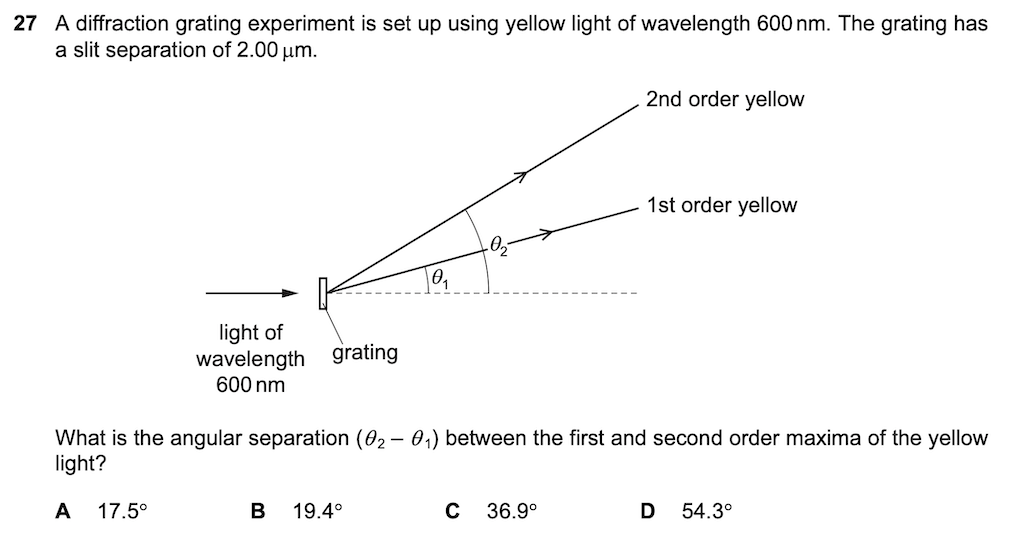 27 A diffraction grating experiment is set up using yellow light of wavelength 600 nm. The grating has
a slit separation of 2.00 μm.
2nd order yellow
1st order yellow
θ₂
θ₁
light of
wavelength
600 nm
grating
What is the angular separation (θ₂ – θ₁) between the first and second order maxima of the yellow
light?
A 17.5° B 19.4° C 36.9° D 54.3°